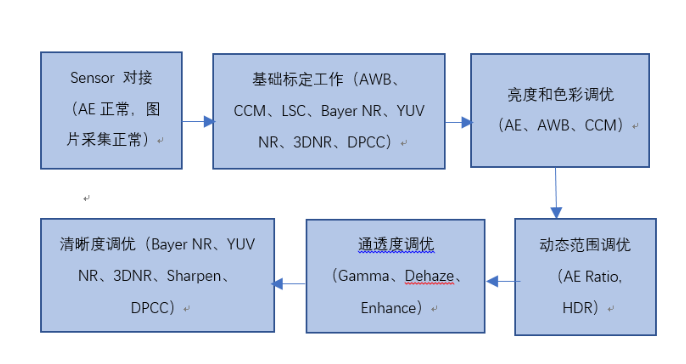 Sensor 对接
（AE 正常，图
片采集正常）
基础标定工作（AWB、
CCM、LSC、Bayer NR、YUV
NR、3DNR、DPCC）
亮度和色彩调优
（AE、AWB、CCM）
动态范围调优
（AE Ratio,
HDR）
通透度调优
（Gamma、Dehaze、
Enhance）
清晰度调优（Bayer NR、YUV
NR、3DNR、Sharpen、
DPCC）